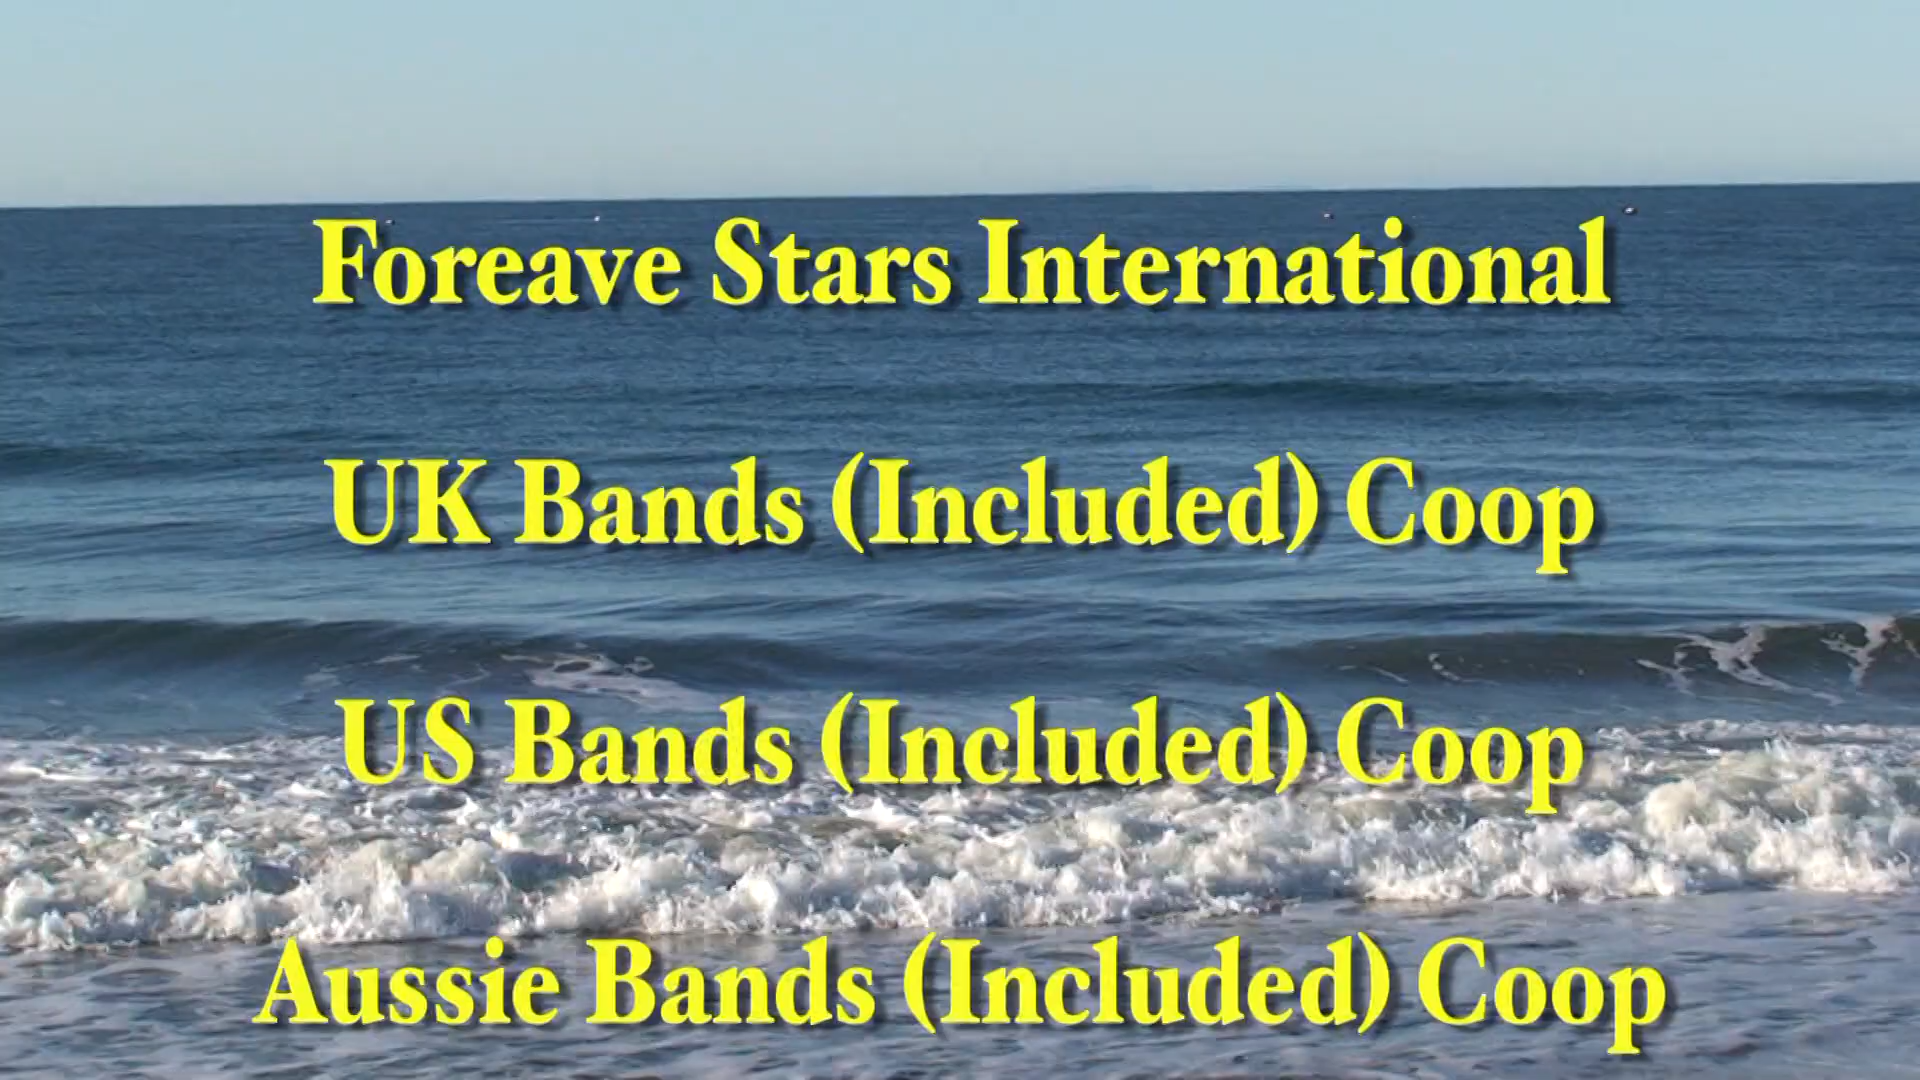 Foreave Stars International
UK Bands (Included) Coop
US Bands (Included) Coop
Aussie Bands (Included) Coop